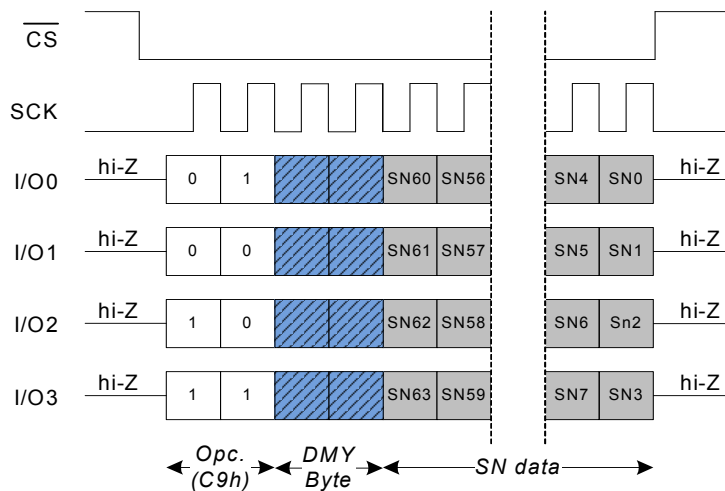 CS
SCK
hi-Z hi-Z
I/O0 0 1 SN60 SN56 SN4 SN0
hi-Z hi-Z
I/O1 0 0 SN61 SN57 SN5 SN1
hi-Z hi-Z
I/O2 1 0 SN62 SN58 SN6 Sn2
hi-Z hi-Z
I/O3 1 1 SN63 SN59 SN7 SN3
Opc. DMY SN data
(C9h) Byte